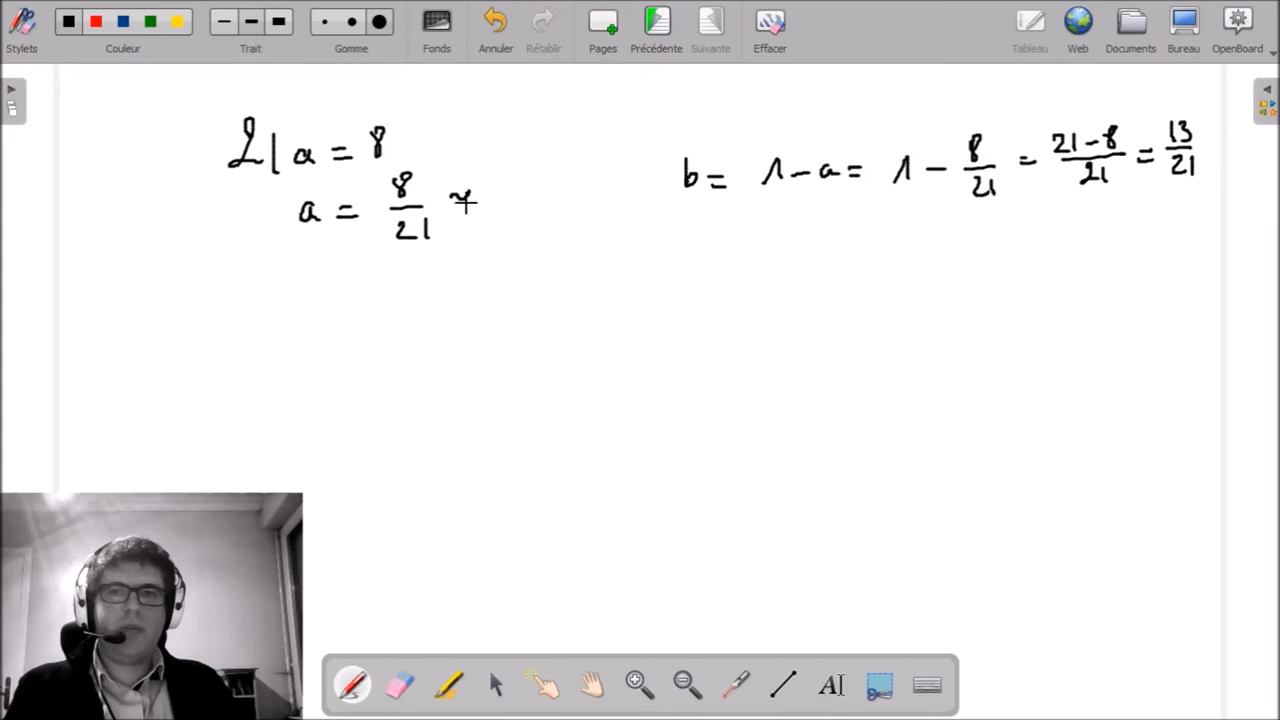 Stylets Couleur Trait Gomme Fonds Annuler Rétablir Pages Précédente Suivante Effacer Tableau Web Documents Bureau OpenBoard
21a = 8
a = 8/21
b = 1 - a = 1 - 8/21 = (21-8)/21 = 13/21